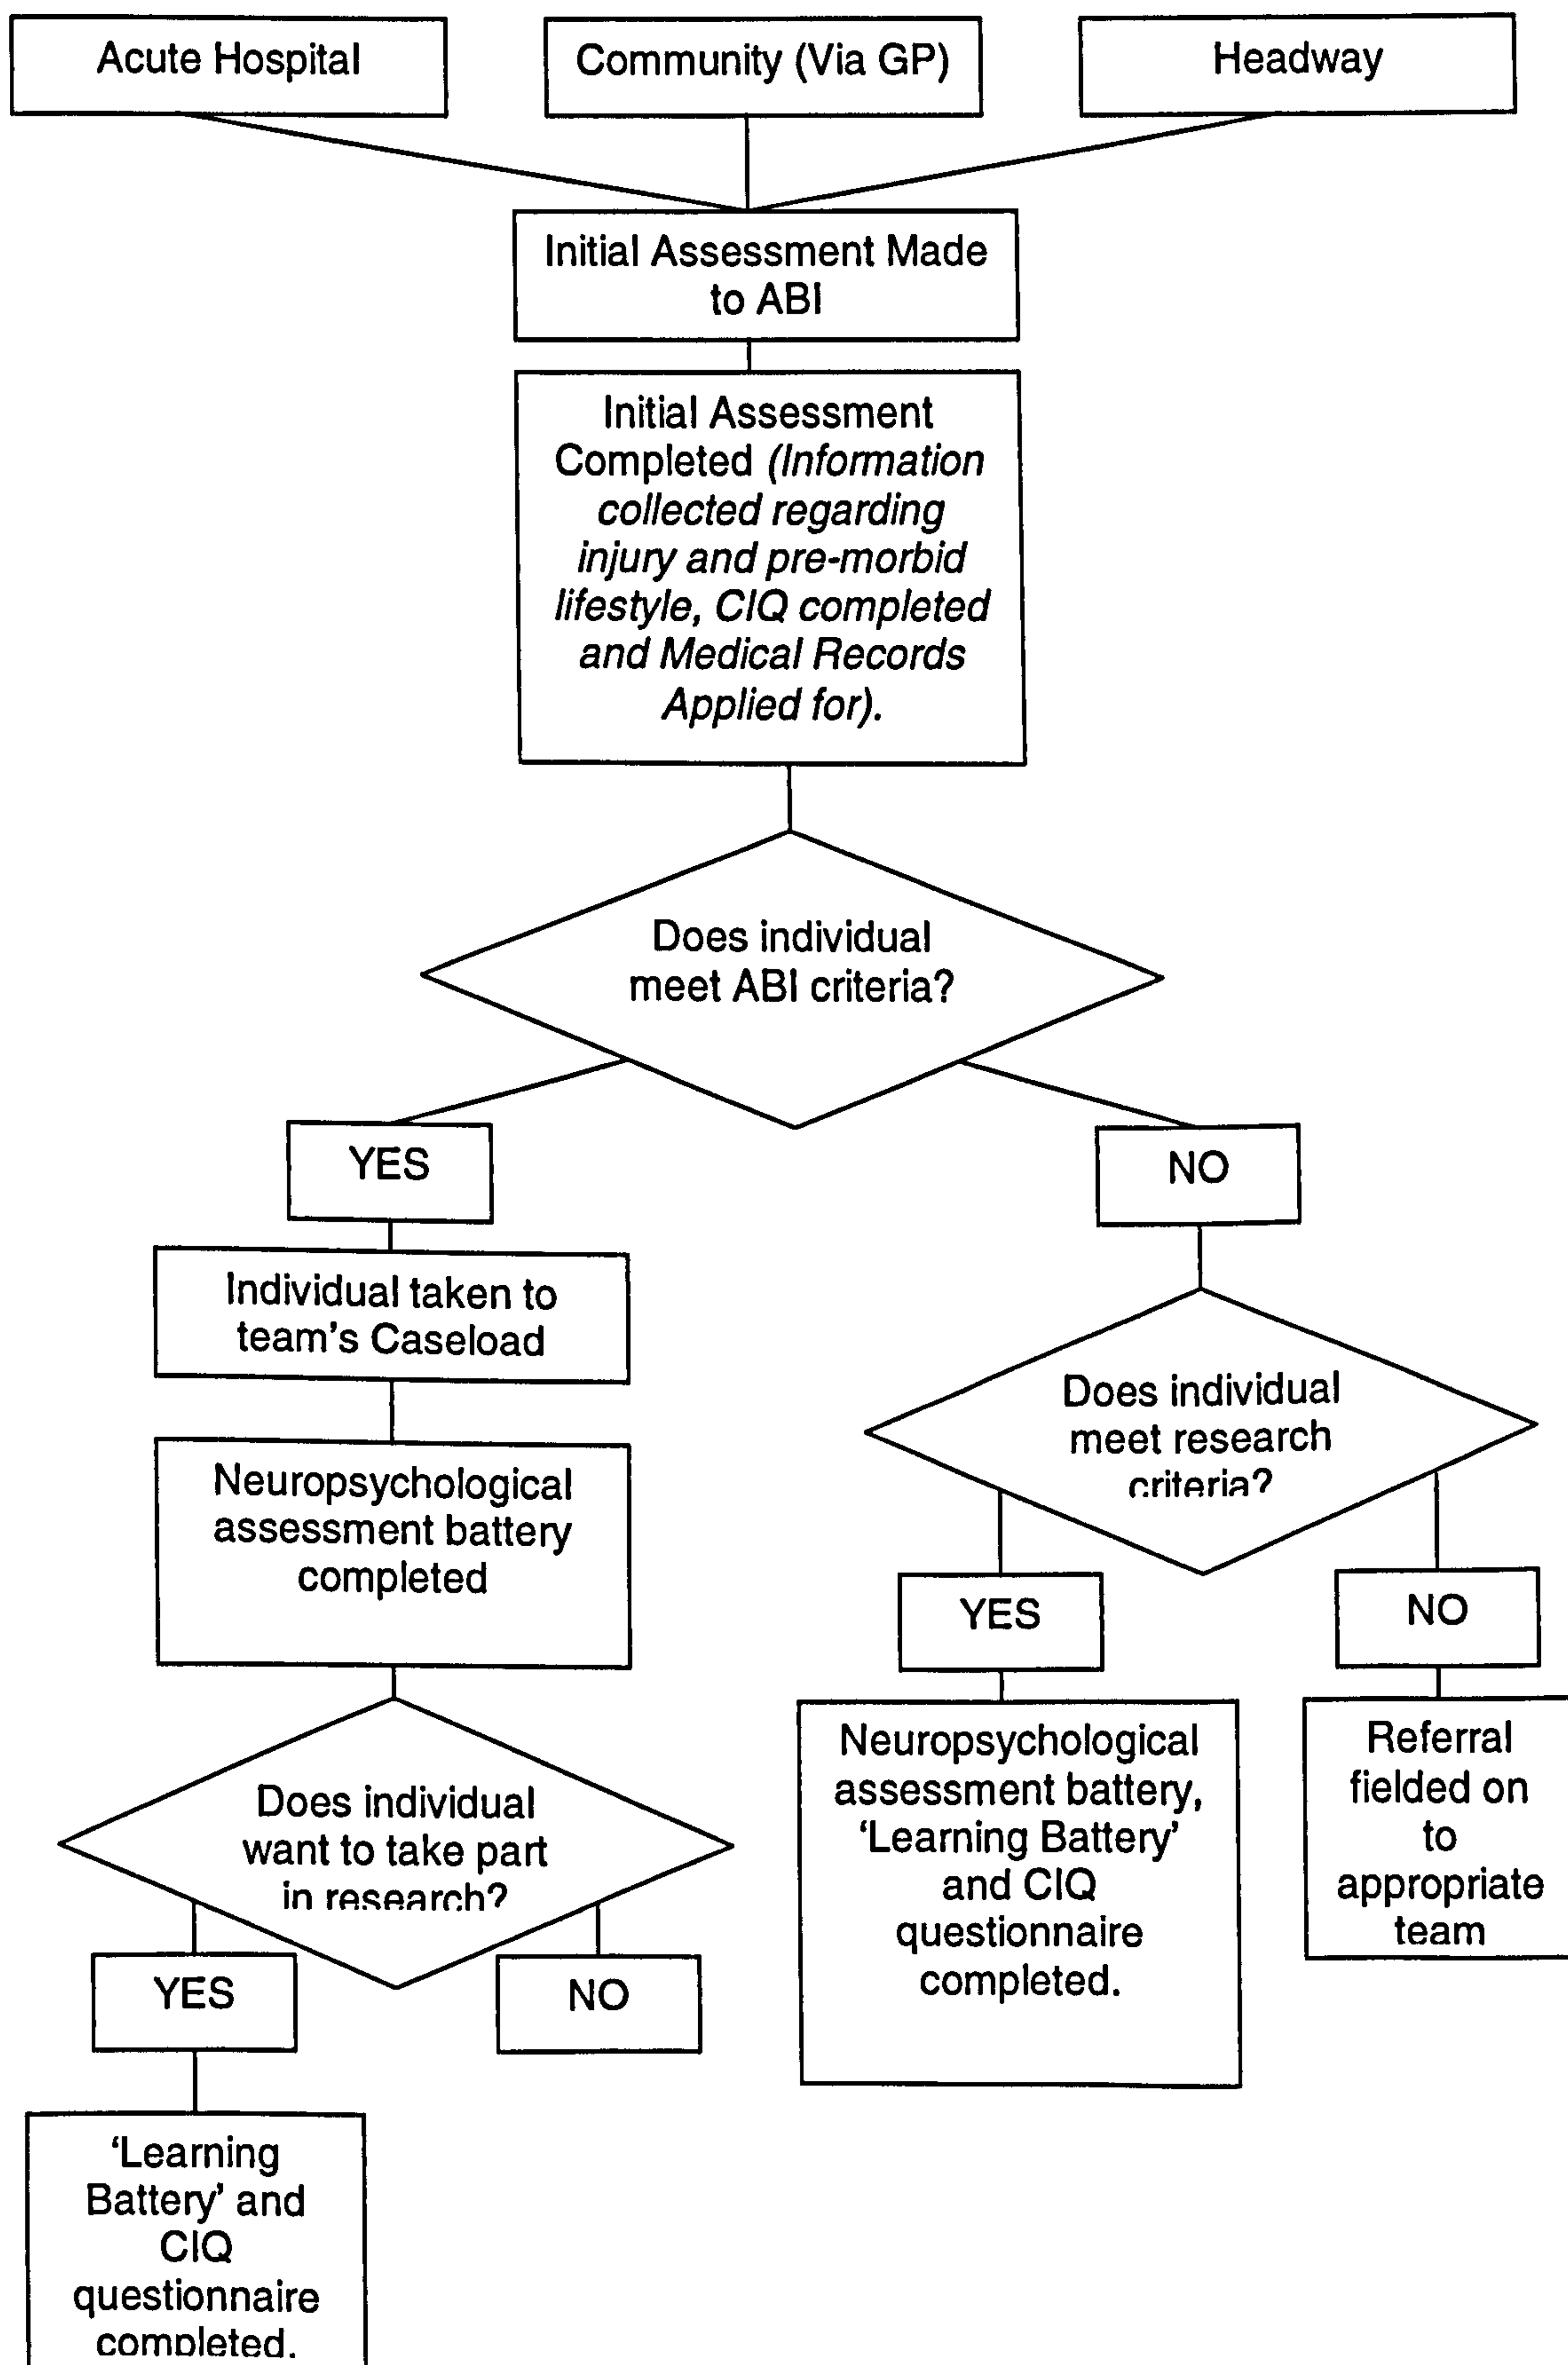 Acute Hospital
Community (Via GP)
Headway
Initial Assessment Made
to ABI
Initial Assessment
Completed (Information
collected regarding
injury and pre-morbid
lifestyle, CIQ completed
and Medical Records
Applied for).
Does individual
meet ABI criteria?
YES
NO
Individual taken to
team's Caseload
Neuropsychological
assessment battery
completed
Does individual
want to take part
in research?
YES
NO
‘Learning
Battery’ and
CIQ
questionnaire
completed.
Does individual
meet research
criteria?
YES
NO
Neuropsychological
assessment battery,
‘Learning Battery’
and CIQ
questionnaire
completed.
Referral
fielded on
to
appropriate
team